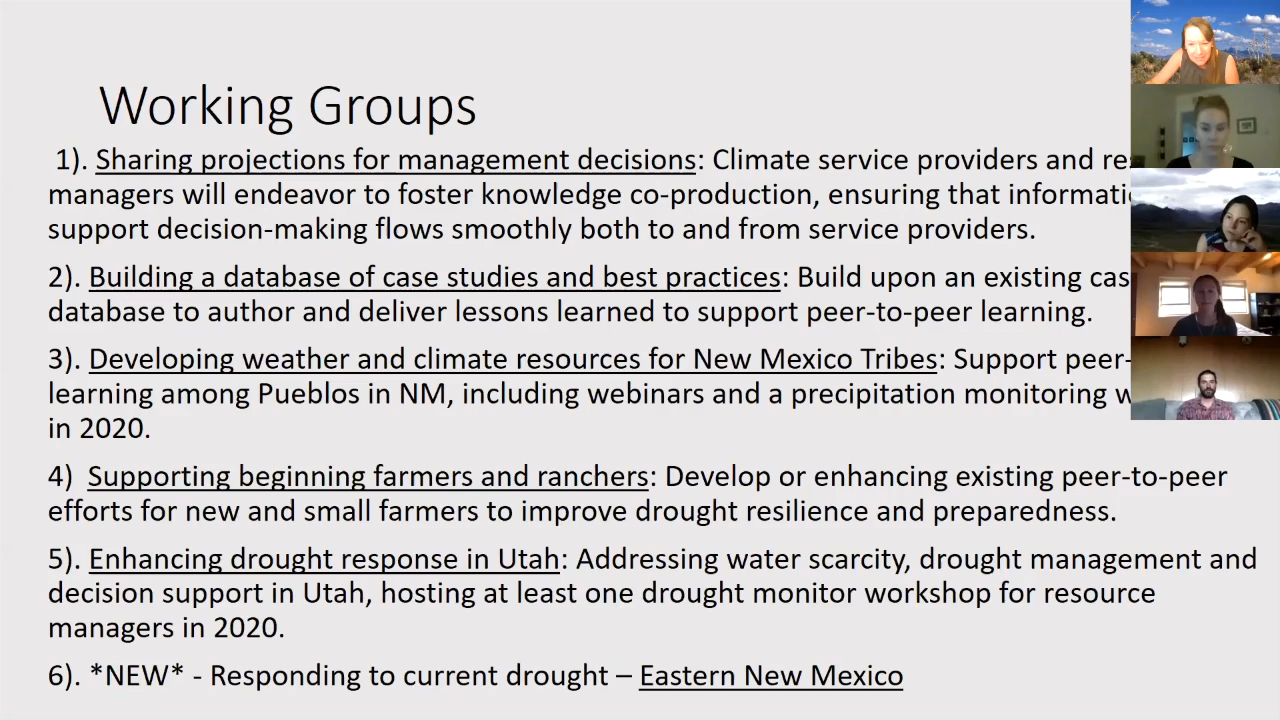 Working Groups
1). Sharing projections for management decisions: Climate service providers and
managers will endeavor to foster knowledge co-production, ensuring that
support decision-making flows smoothly both to and from service providers.
2). Building a database of case studies and best practices: Build upon an existing
database to author and deliver lessons learned to support peer-to-peer learning.
3). Developing weather and climate resources for New Mexico Tribes: Support peer-
learning among Pueblos in NM, including webinars and a precipitation monitoring
in 2020.
4) Supporting beginning farmers and ranchers: Develop or enhancing existing peer-to-peer
efforts for new and small farmers to improve drought resilience and preparedness.
5). Enhancing drought response in Utah: Addressing water scarcity, drought management and
decision support in Utah, hosting at least one drought monitor workshop for resource
managers in 2020.
6). *NEW* - Responding to current drought – Eastern New Mexico